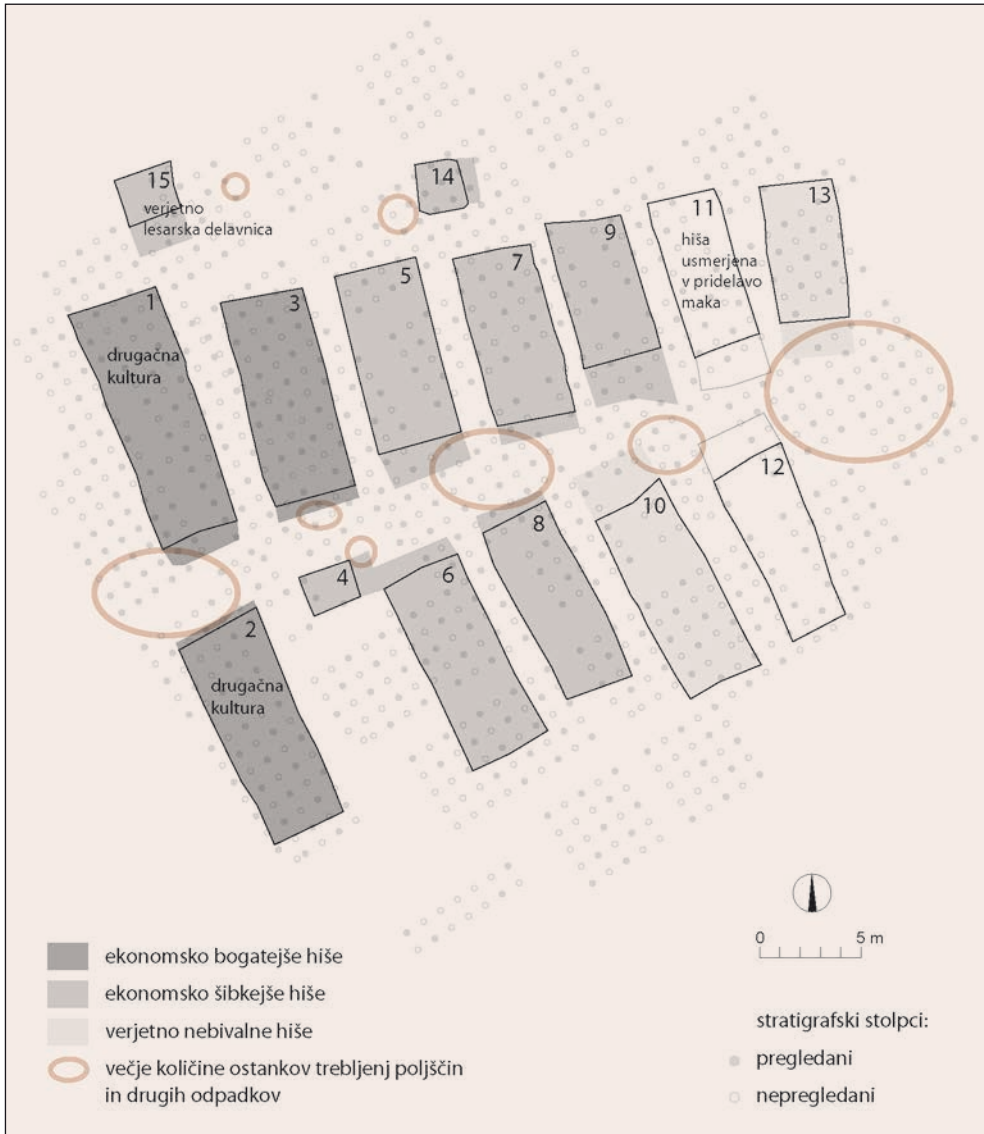 15
verjetno
lesarska delavnica
14
13
11
hiša
usmerjena
v pridelavo
maka
9
7
5
3
1
drugačna
kultura
12
10
8
6
4
2
drugačna
kultura
0 5 m
ekonomsko bogatejše hiše
ekonomsko šibkejše hiše
verjetno nebivalne hiše
večje količine ostankov trebljenj poljščin
in drugih odpadkov
stratigrafski stolpci:
pregledani
nepregledani